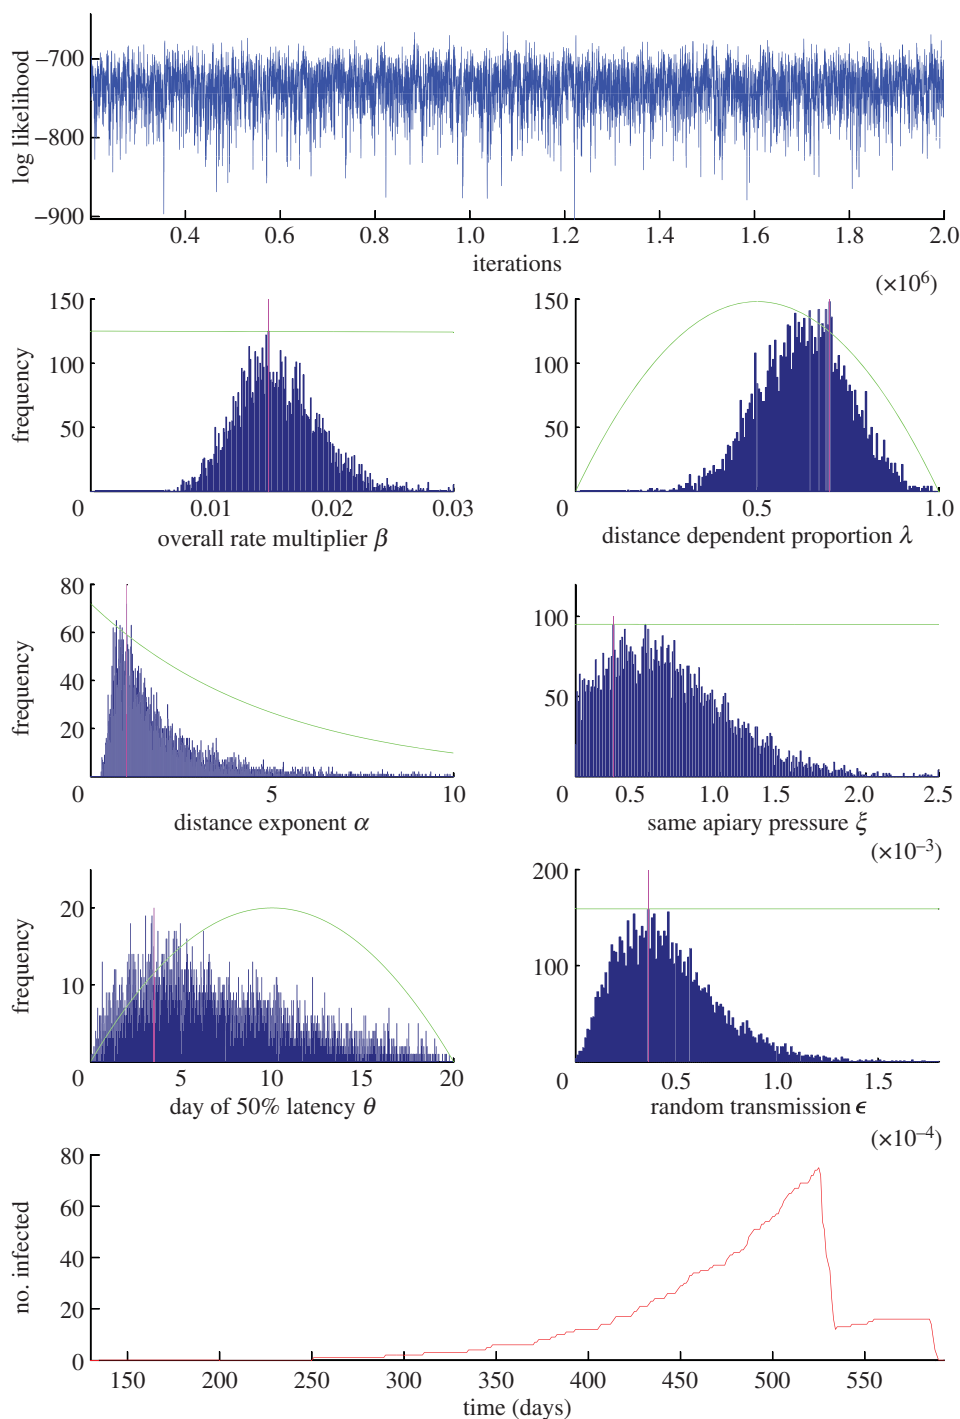 log likelihood
−700
−800
−900
0.4 0.6 0.8 1.0 1.2 1.4 1.6 1.8 2.0
iterations
(×10⁶)
frequency
150
100
50
0 0.01 0.02 0.03
overall rate multiplier β
150
100
50
0 0.5 1.0
distance dependent proportion λ
frequency
80
60
40
20
0 5 10
distance exponent α
100
50
0 0.5 1.0 1.5 2.0 2.5
same apiary pressure ξ
(×10⁻³)
frequency
20
10
0 5 10 15 20
day of 50% latency θ
200
100
0 0.5 1.0 1.5
random transmission ϵ
(×10⁻⁴)
no. infected
80
60
40
20
0
150 200 250 300 350 400 450 500 550
time (days)